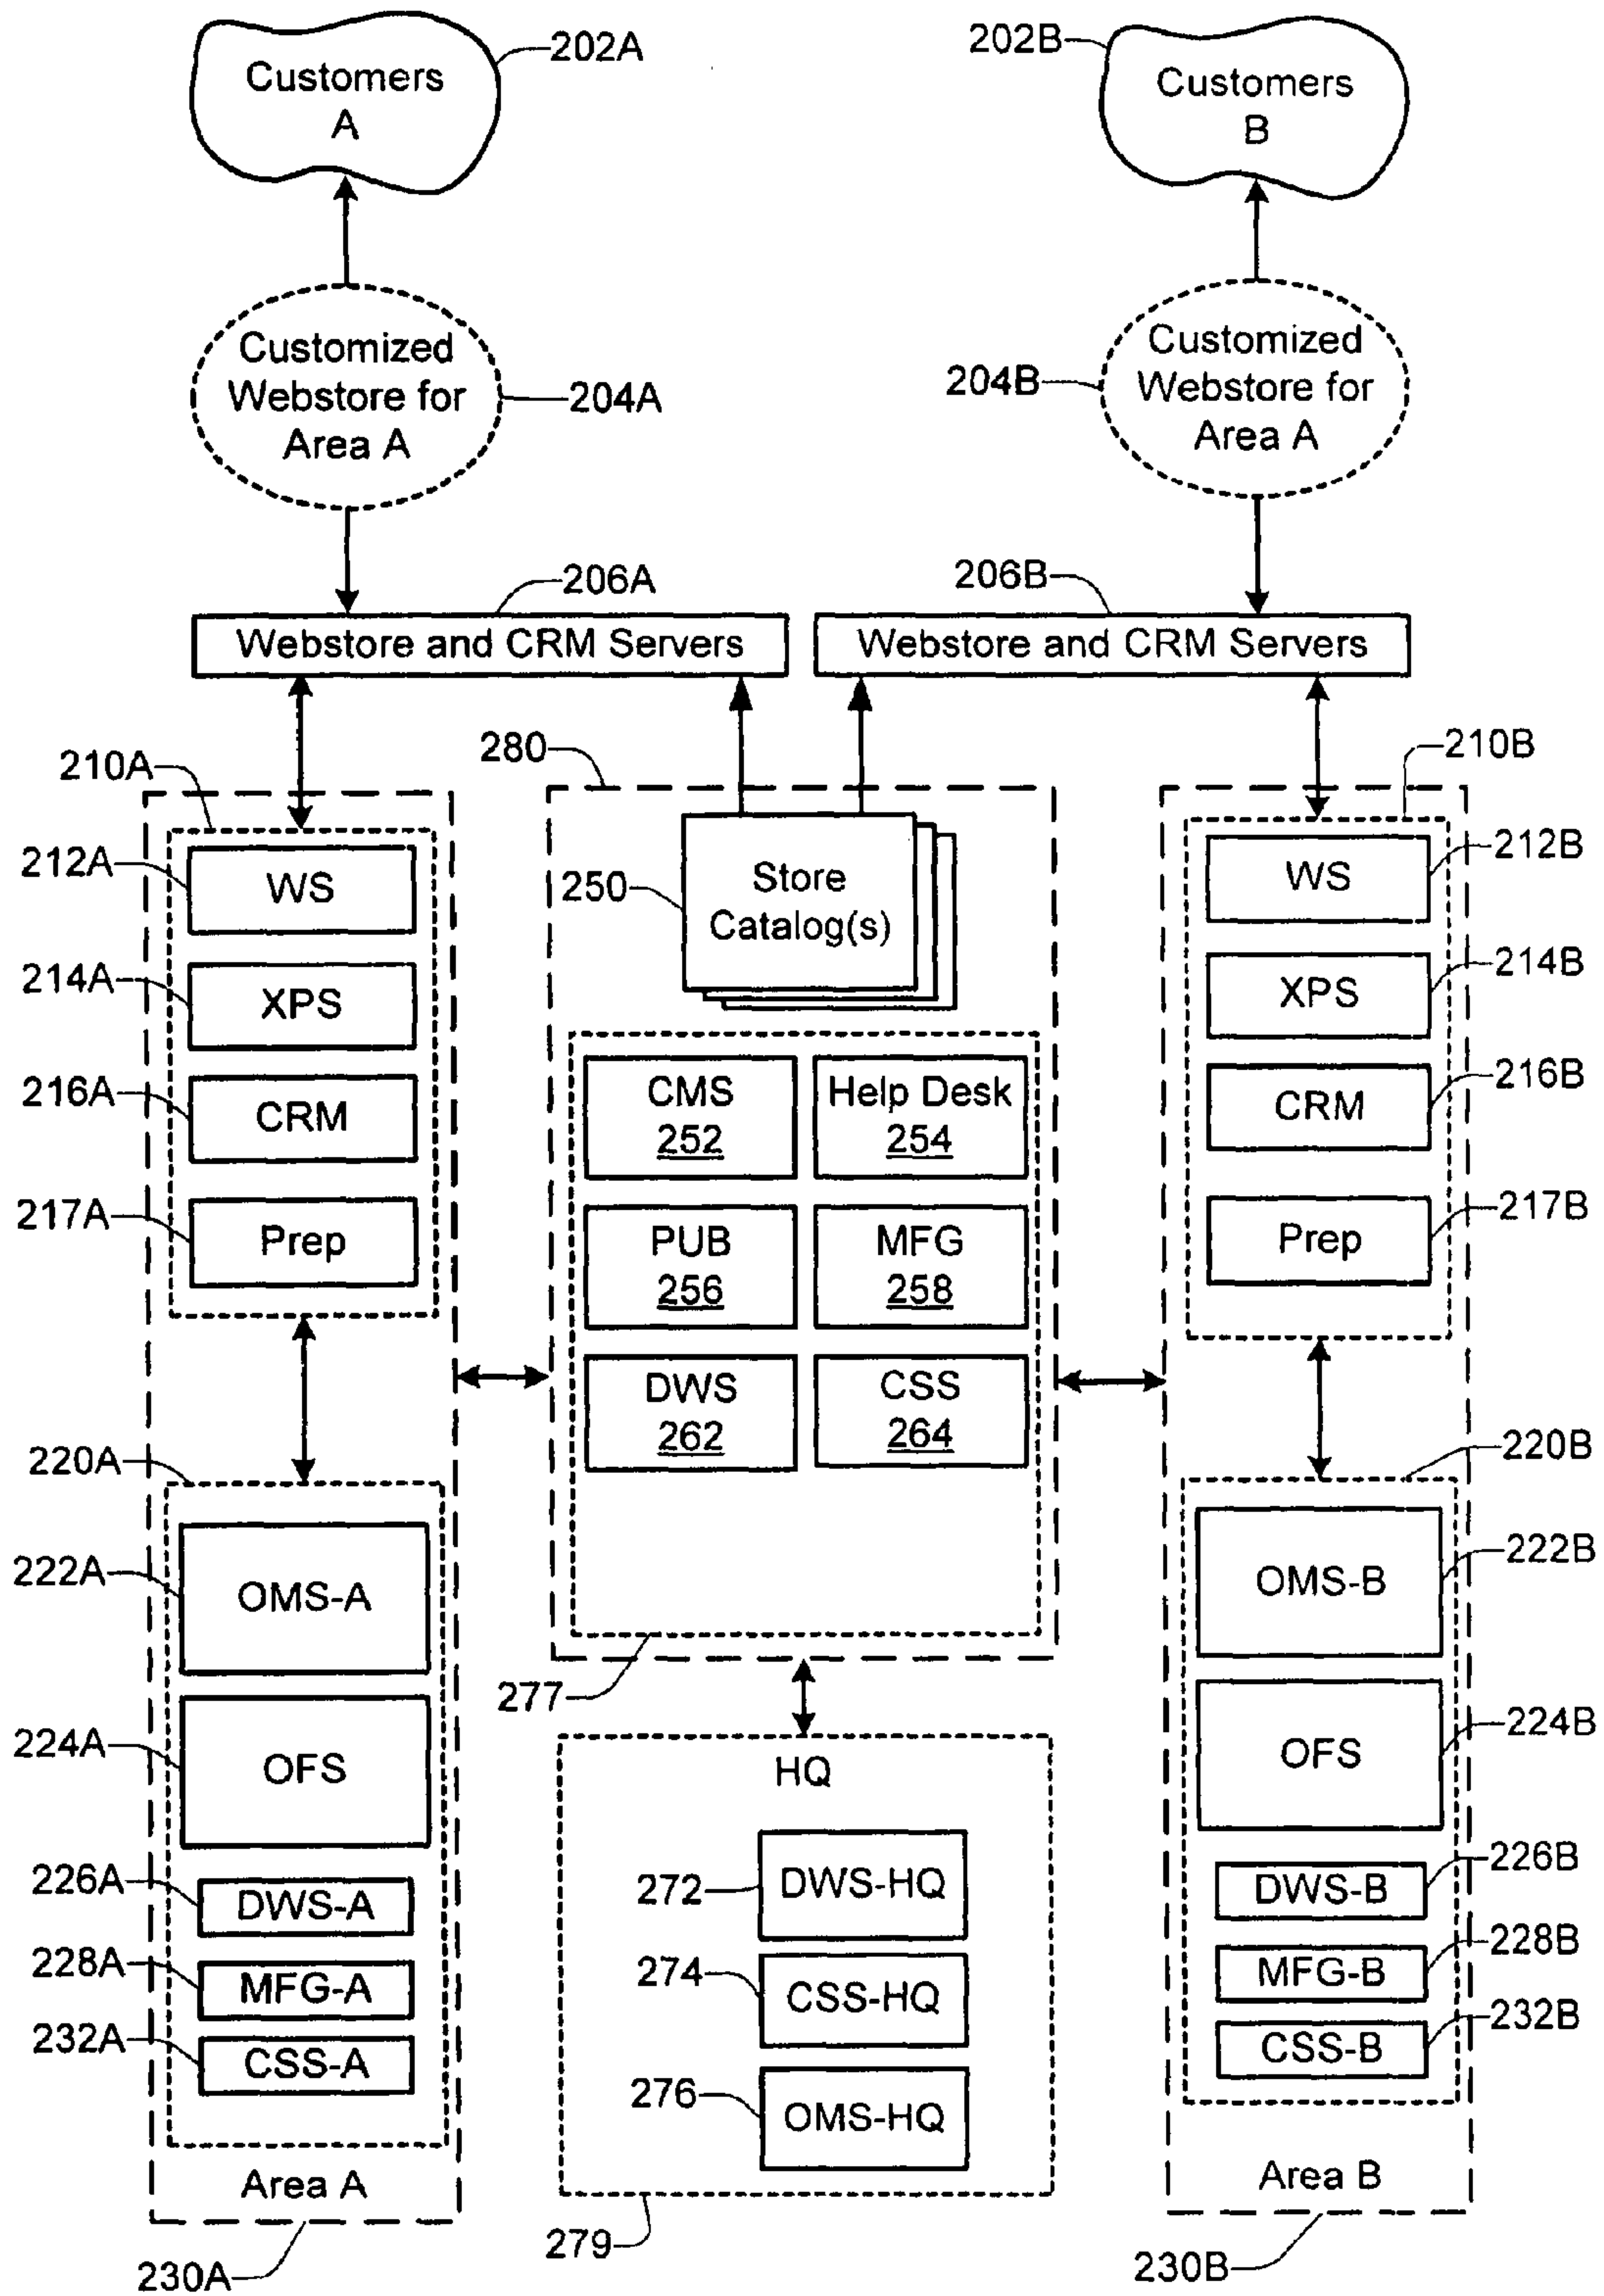 Customers
A
202A
202B
Customers
B
Customized
Webstore for
Area A
204A
204B
Customized
Webstore for
Area A
206A
206B
Webstore and CRM Servers
Webstore and CRM Servers
210A
212A
WS
214A
XPS
216A
CRM
217A
Prep
220A
222A
OMS-A
224A
OFS
226A
DWS-A
228A
MFG-A
232A
CSS-A
Area A
230A
280
250
Store
Catalog(s)
CMS
252
Help Desk
254
PUB
256
MFG
258
DWS
262
CSS
264
277
HQ
272
DWS-HQ
274
CSS-HQ
276
OMS-HQ
279
210B
WS
212B
XPS
214B
CRM
216B
Prep
217B
220B
OMS-B
222B
OFS
224B
DWS-B
226B
MFG-B
228B
CSS-B
232B
Area B
230B